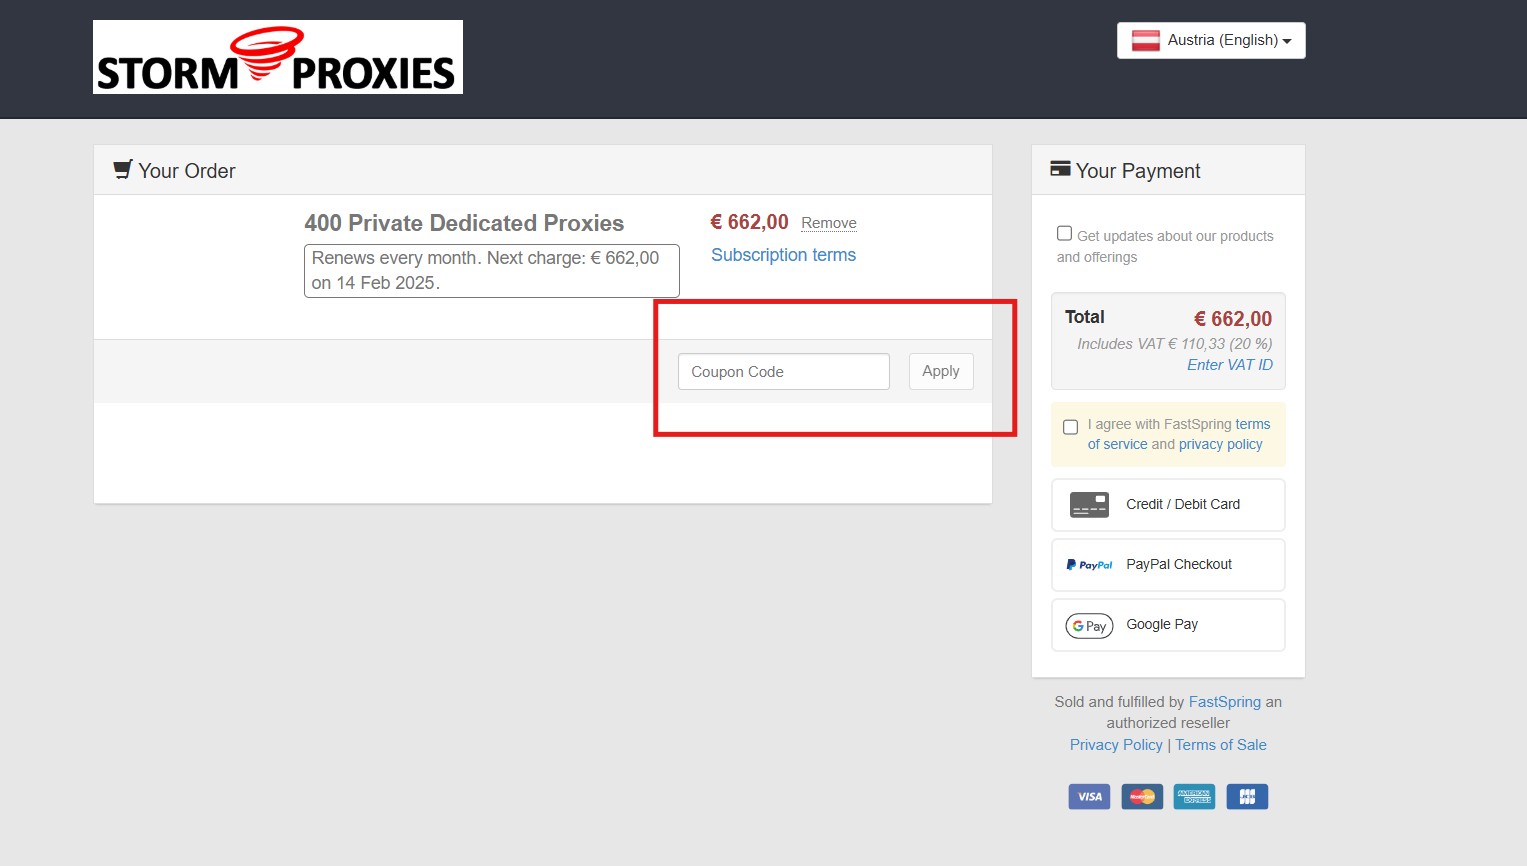 STORM PROXIES
Austria (English)
Your Order
400 Private Dedicated Proxies
€ 662,00 Remove
Renews every month. Next charge: € 662,00
on 14 Feb 2025.
Subscription terms
Coupon Code
Apply
Your Payment
Get updates about our products
and offerings
Total € 662,00
Includes VAT € 110,33 (20 %)
Enter VAT ID
I agree with FastSpring terms
of service and privacy policy
Credit / Debit Card
PayPal PayPal Checkout
G Pay Google Pay
Sold and fulfilled by FastSpring an
authorized reseller
Privacy Policy | Terms of Sale
VISA MasterCard AMERICAN EXPRESS JCB